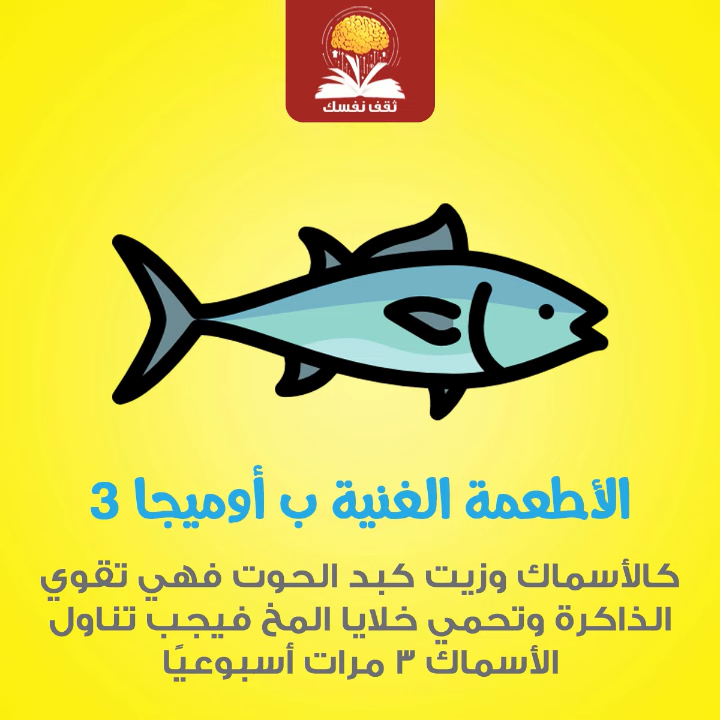 ثقف نفسك
الأطعمة الغنية ب أوميجا 3
كالأسماك وزيت كبد الحوت فهي تقوي
الذاكرة وتحمي خلايا المخ فيجب تناول
الأسماك ٣ مرات أسبوعيًا